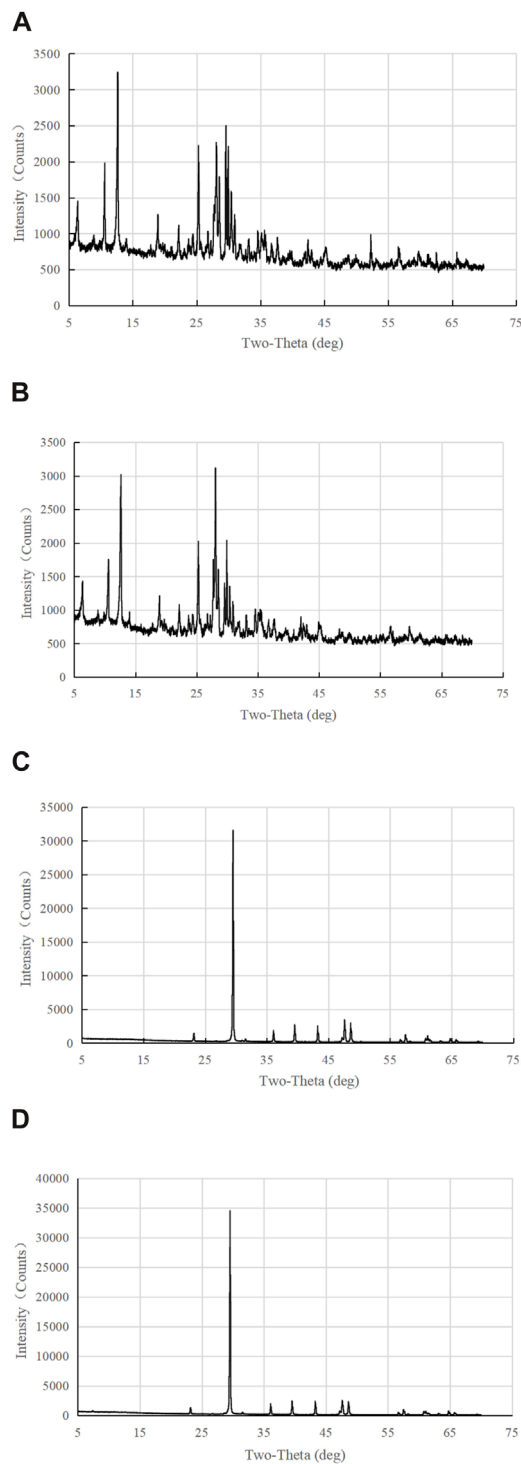 A
3500
3000
2500
2000
1500
1000
500
0
Intensity（Counts）
5 15 25 35 45 55 65 75
Two-Theta (deg)
B
3500
3000
2500
2000
1500
1000
500
0
Intensity（Counts）
5 15 25 35 45 55 65 75
Two-Theta (deg)
C
35000
30000
25000
20000
15000
10000
5000
0
Intensity（Counts）
5 15 25 35 45 55 65 75
Two-Theta (deg)
D
40000
35000
30000
25000
20000
15000
10000
5000
0
Intensity（Counts）
5 15 25 35 45 55 65 75
Two-Theta (deg)